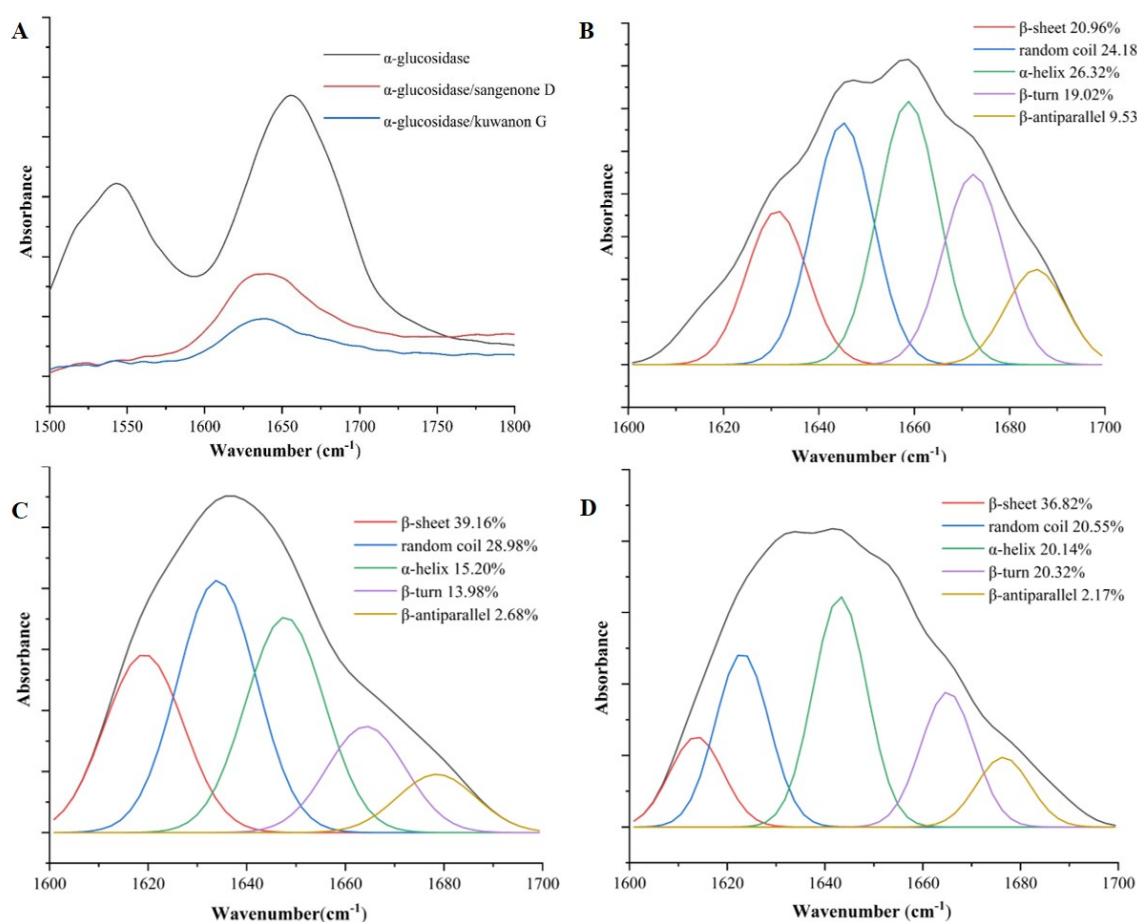 A
α-glucosidase
α-glucosidase/sangenone D
α-glucosidase/kuwanon G
Absorbance
1500 1550 1600 1650 1700 1750 1800
Wavenumber (cm⁻¹)
B
β-sheet 20.96%
random coil 24.18
α-helix 26.32%
β-turn 19.02%
β-antiparallel 9.53
Absorbance
1600 1620 1640 1660 1680 1700
Wavenumber (cm⁻¹)
C
β-sheet 39.16%
random coil 28.98%
α-helix 15.20%
β-turn 13.98%
β-antiparallel 2.68%
Absorbance
1600 1620 1640 1660 1680 1700
Wavenumber(cm⁻¹)
D
β-sheet 36.82%
random coil 20.55%
α-helix 20.14%
β-turn 20.32%
β-antiparallel 2.17%
Absorbance
1600 1620 1640 1660 1680 1700
Wavenumber (cm⁻¹)